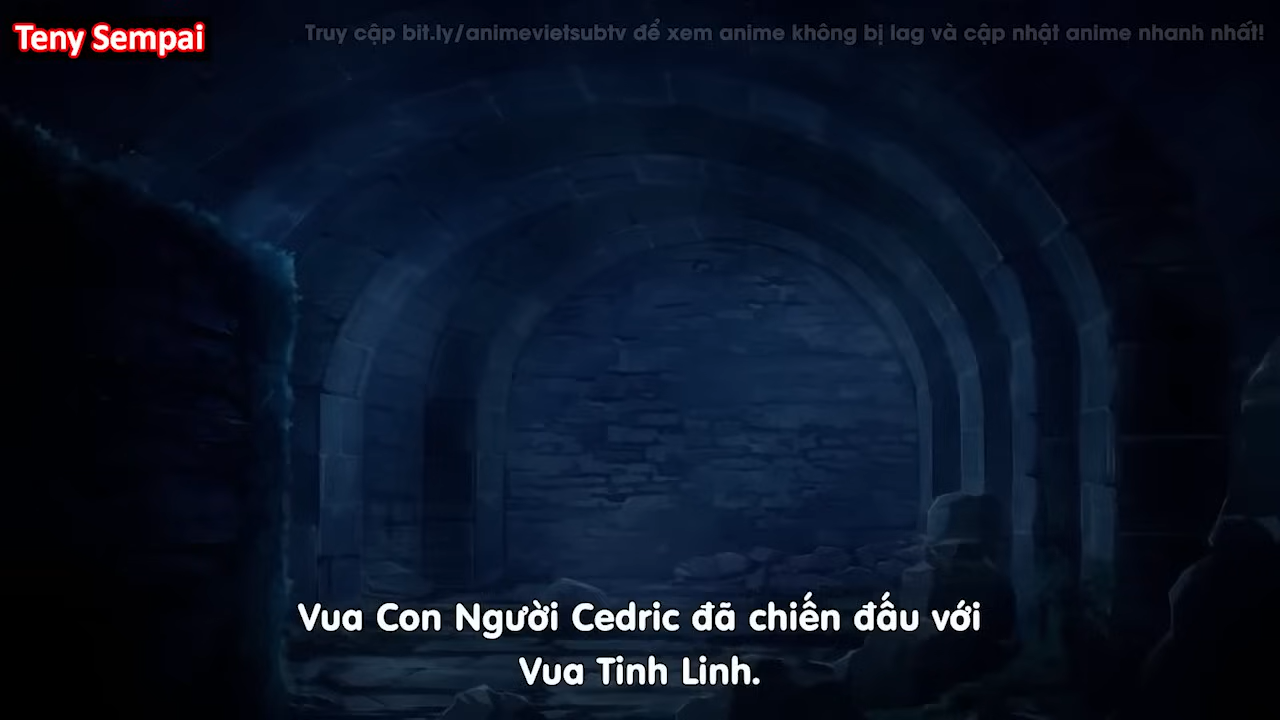 Teny Sempai
Truy cập bit.ly/animevietsubtv để xem anime không bị lag và cập nhật anime nhanh nhất!
Vua Con Người Cedric đã chiến đấu với
Vua Tinh Linh.